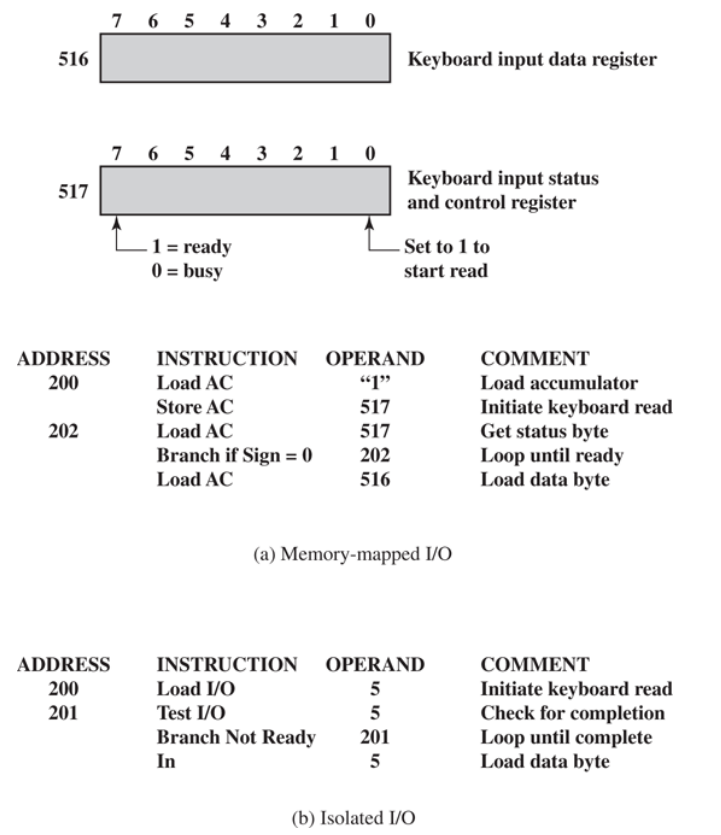 7 6 5 4 3 2 1 0
516 Keyboard input data register
7 6 5 4 3 2 1 0
517 Keyboard input status
and control register
1 = ready Set to 1 to
0 = busy start read
ADDRESS INSTRUCTION OPERAND COMMENT
200 Load AC “1” Load accumulator
Store AC 517 Initiate keyboard read
202 Load AC 517 Get status byte
Branch if Sign = 0 202 Loop until ready
Load AC 516 Load data byte
(a) Memory-mapped I/O
ADDRESS INSTRUCTION OPERAND COMMENT
200 Load I/O 5 Initiate keyboard read
201 Test I/O 5 Check for completion
Branch Not Ready 201 Loop until complete
In 5 Load data byte
(b) Isolated I/O